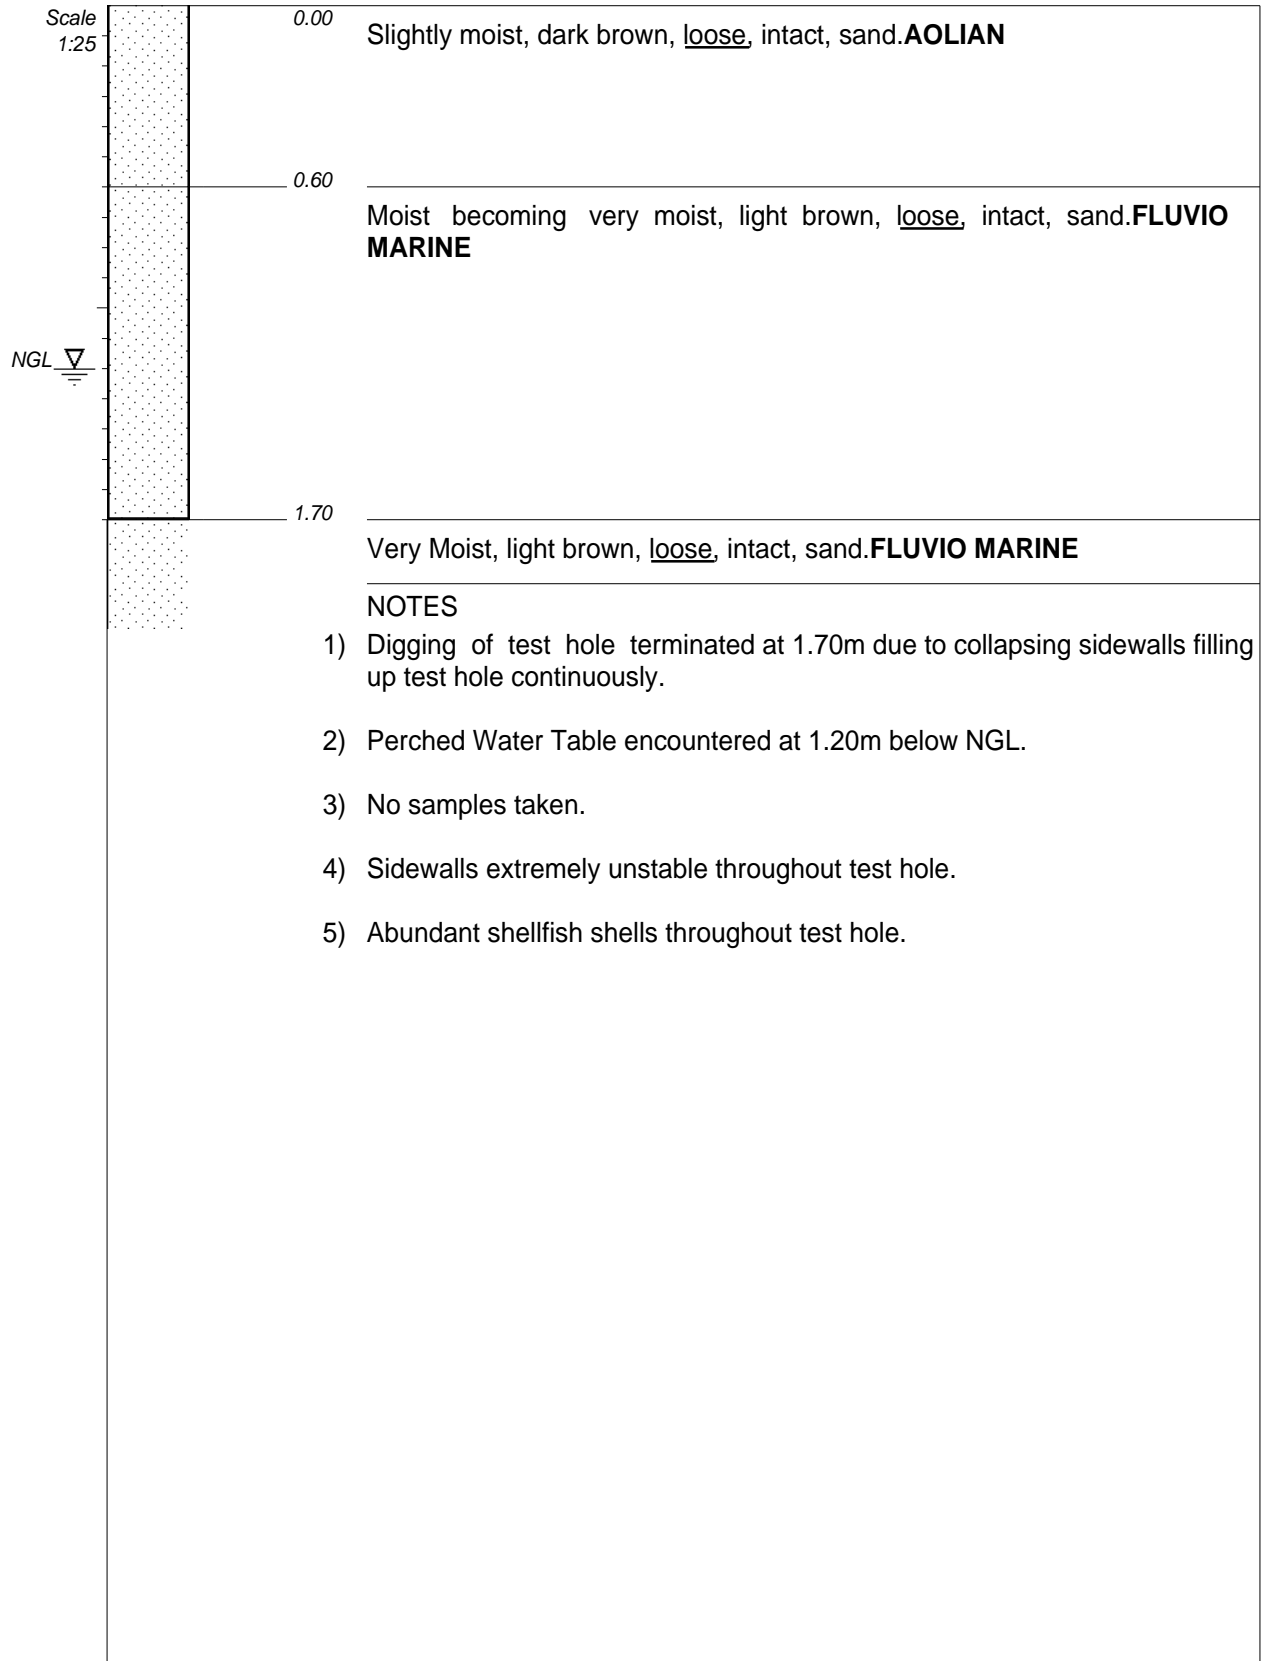 Scale
1:25
0.00
Slightly moist, dark brown, loose, intact, sand.AOLIAN
0.60
Moist becoming very moist, light brown, loose, intact, sand.FLUVIO
MARINE
NGL
1.70
Very Moist, light brown, loose, intact, sand.FLUVIO MARINE
NOTES
1) Digging of test hole terminated at 1.70m due to collapsing sidewalls filling
up test hole continuously.
2) Perched Water Table encountered at 1.20m below NGL.
3) No samples taken.
4) Sidewalls extremely unstable throughout test hole.
5) Abundant shellfish shells throughout test hole.